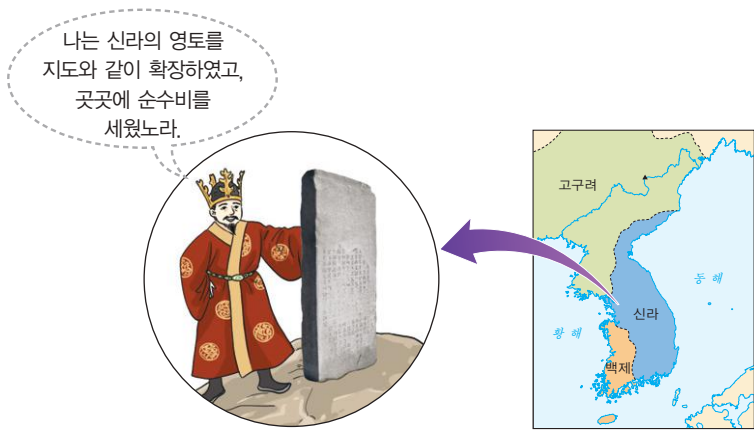 나는 신라의 영토를
지도와 같이 확장하였고,
곳곳에 순수비를
세웠노라.
고구려
동해
신라
황해
백제